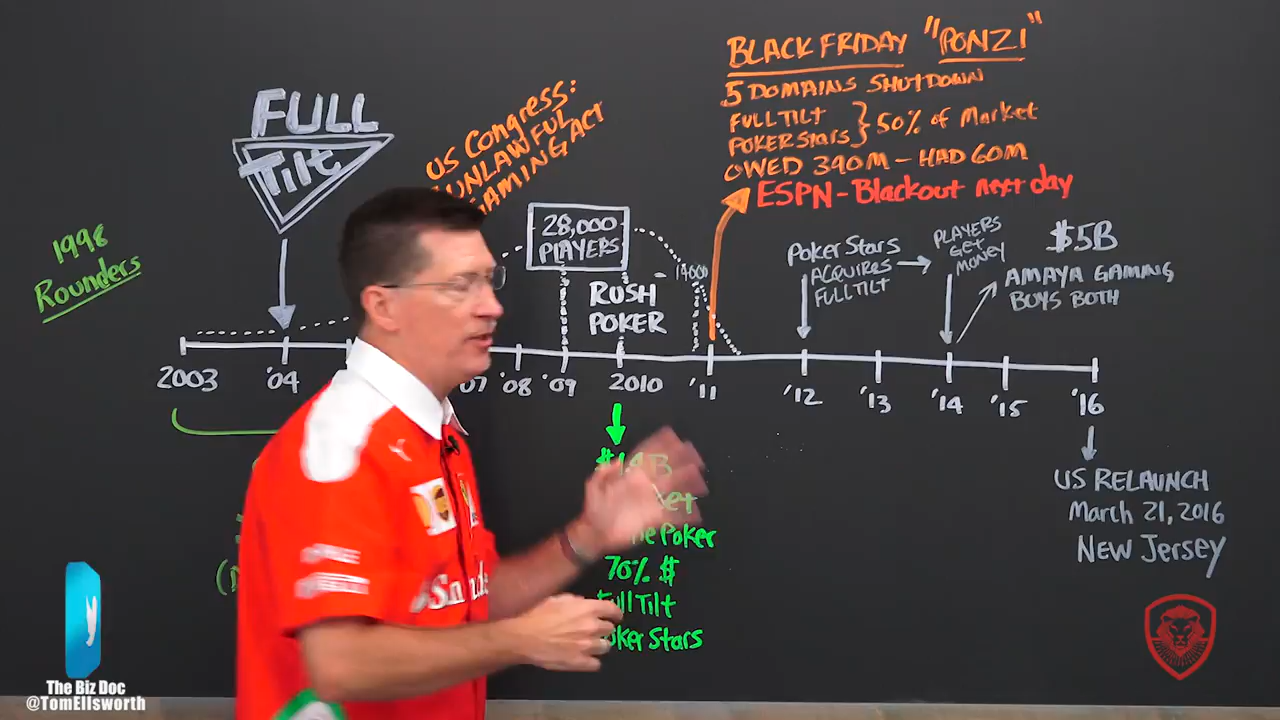 1998
Rounders
FULL
Tilt
US Congress:
UNLAWFUL
GAMING ACT
28,000
PLAYERS
RUSH
POKER
14000
BLACK FRIDAY "PONZI"
5 DOMAINS SHUTDOWN
FULL TILT
POKER STARS } 50% of Market
OWED 390M - HAD 60M
ESPN - Blackout next day
Poker Stars
ACQUIRES
FULL TILT
PLAYERS
GET
MONEY
$5B
AMAYA GAMING
BUYS BOTH
2003 '04 07 '08 '09 2010 '11 '12 '13 '14 '15 '16
Poker
70% $
Full Tilt
Poker Stars
US RELAUNCH
March 21, 2016
New Jersey
The Biz Doc
@TomEllsworth